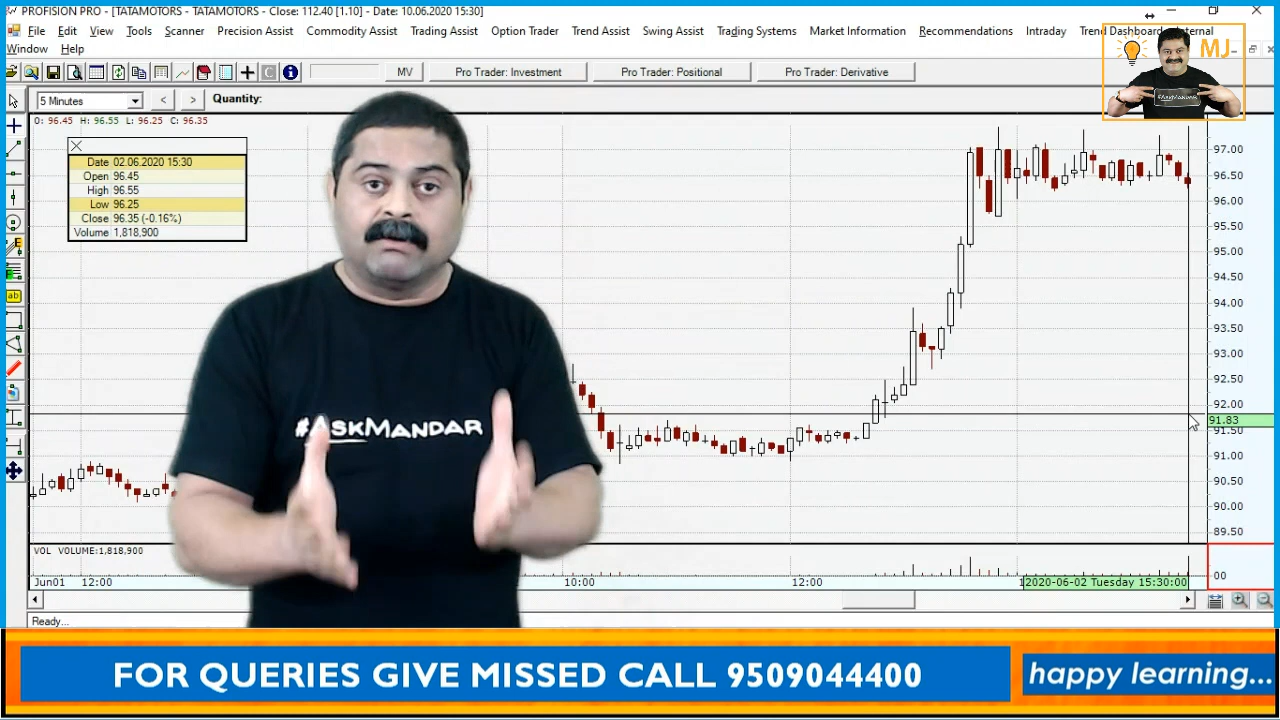 PROFISION PRO - [TATAMOTORS - TATAMOTORS - Close: 112.40 [1.10] - Date: 10.06.2020 15:30]
File Edit View Tools Scanner Precision Assist Commodity Assist Trading Assist Option Trader Trend Assist Swing Assist Trading Systems Market Information Recommendations Intraday Trend Dashboard
Window Help
MJ
#ASKMANDAR
MV Pro Trader: Investment Pro Trader: Positional Pro Trader: Derivative
5 Minutes < > Quantity:
O: 96.45 H: 96.55 L: 96.25 C: 96.35
Date 02.06.2020 15:30
Open 96.45
High 96.55
Low 96.25
Close 96.35 (-0.16%)
Volume 1,818,900
97.00
96.50
96.00
95.50
95.00
94.50
94.00
93.50
93.00
92.50
92.00
91.83
91.50
91.00
90.50
90.00
89.50
#ASKMANDAR
VOL VOLUME:1,818,900
00
Jun01 12:00 10:00 12:00 2020-06-02 Tuesday 15:30:00
Ready...
FOR QUERIES GIVE MISSED CALL 9509044400
happy learning...